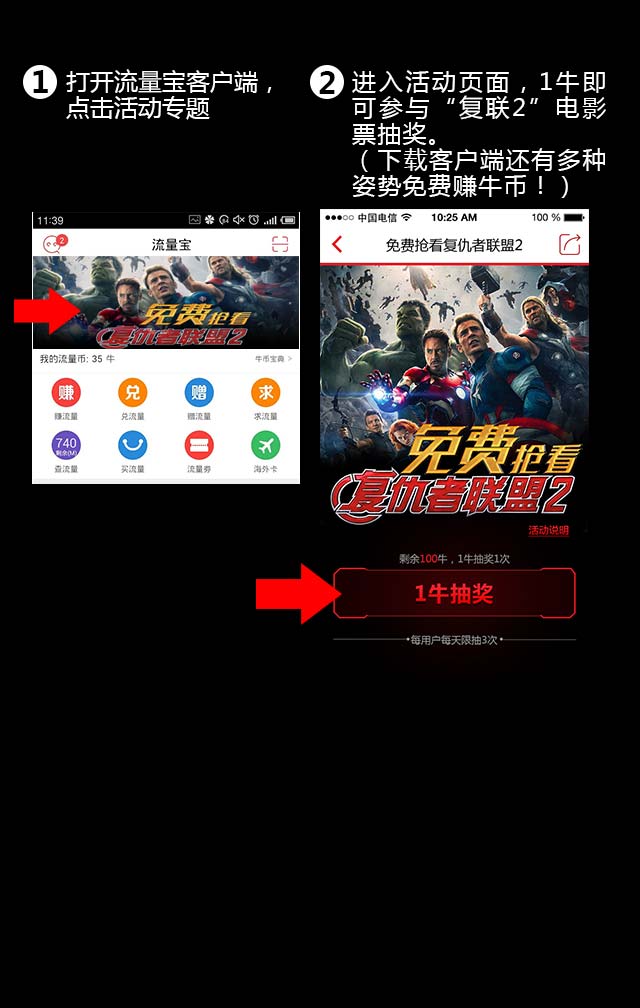 1 打开流量宝客户端，
点击活动专题
2 进入活动页面，1牛即
可参与“复联2”电影
票抽奖。
（下载客户端还有多种
姿势免费赚牛币！）
11:39
2
流量宝
免费抢看
复仇者联盟2
我的流量币: 35 牛
牛币宝典 >
赚 兑 赠 求
赚流量 兑流量 赠流量 求流量
740
剩余(M)
查流量 买流量 流量券 海外卡
中国电信 10:25 AM 100 %
免费抢看复仇者联盟2
免费抢看
复仇者联盟2
活动说明
剩余100牛，1牛抽奖1次
1牛抽奖
每用户每天限抽3次